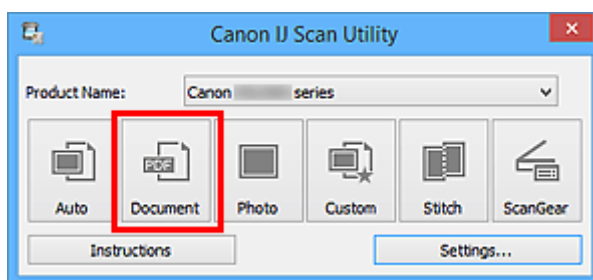 Canon IJ Scan Utility
Product Name: Canon series
PDF
Auto Document Photo Custom Stitch ScanGear
Instructions Settings...